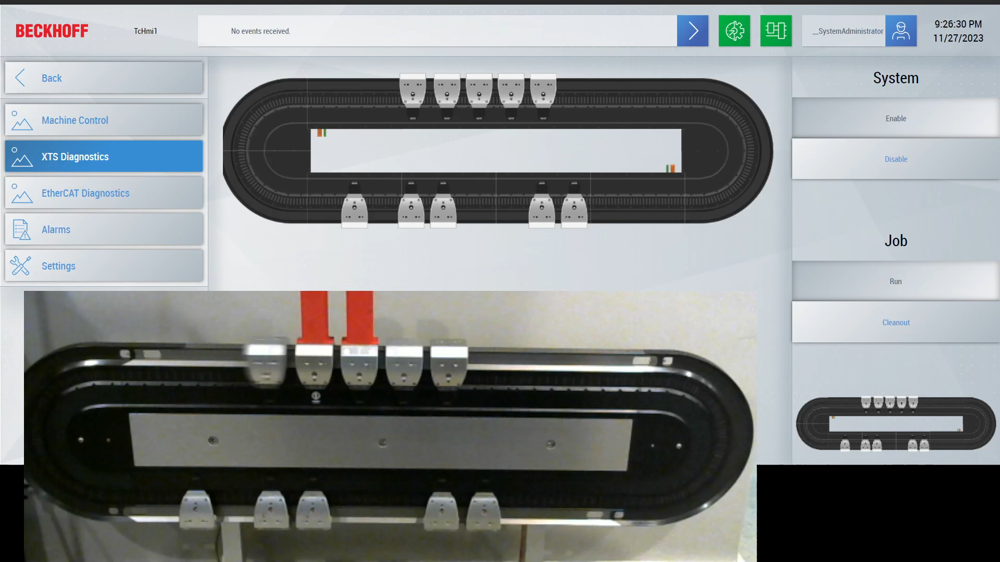 BECKHOFF
TcHmi1
No events received.
__SystemAdministrator
9:26:30 PM
11/27/2023
Back
Machine Control
XTS Diagnostics
EtherCAT Diagnostics
Alarms
Settings
System
Enable
Disable
Job
Run
Cleanout